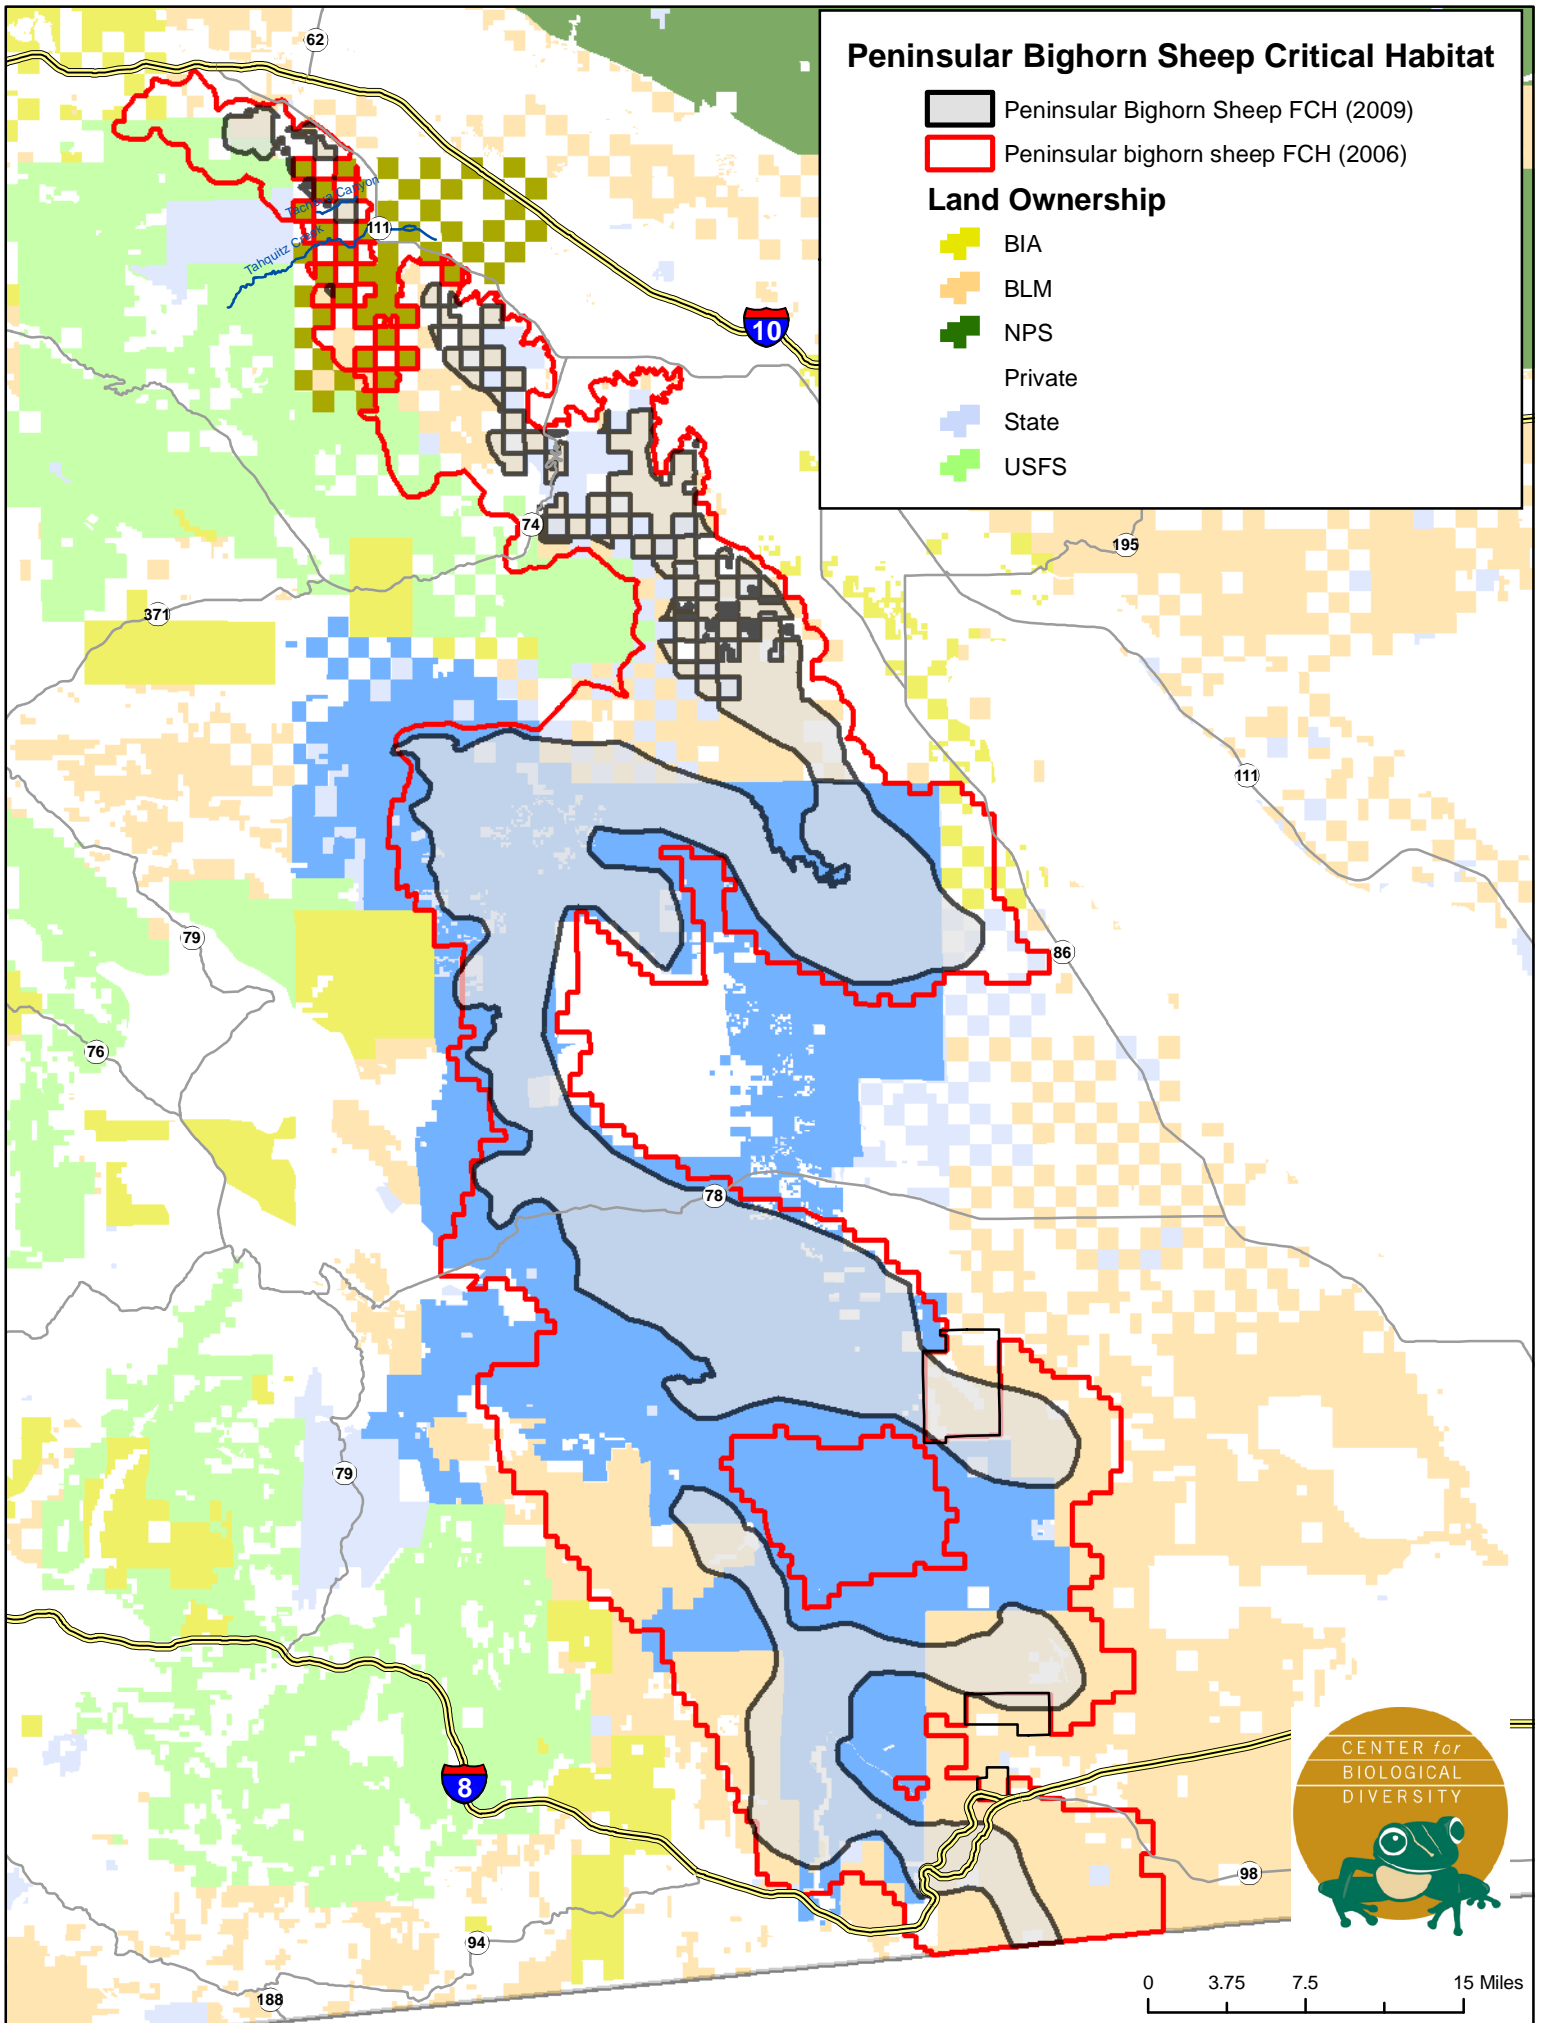 Peninsular Bighorn Sheep Critical Habitat
Peninsular Bighorn Sheep FCH (2009)
Peninsular bighorn sheep FCH (2006)
Land Ownership
BIA
BLM
NPS
Private
State
USFS
62
Canyon
Tahquitz Creek
111
10
74
195
371
111
79
86
76
78
79
8
98
94
188
CENTER for
BIOLOGICAL
DIVERSITY
0 3.75 7.5 15 Miles